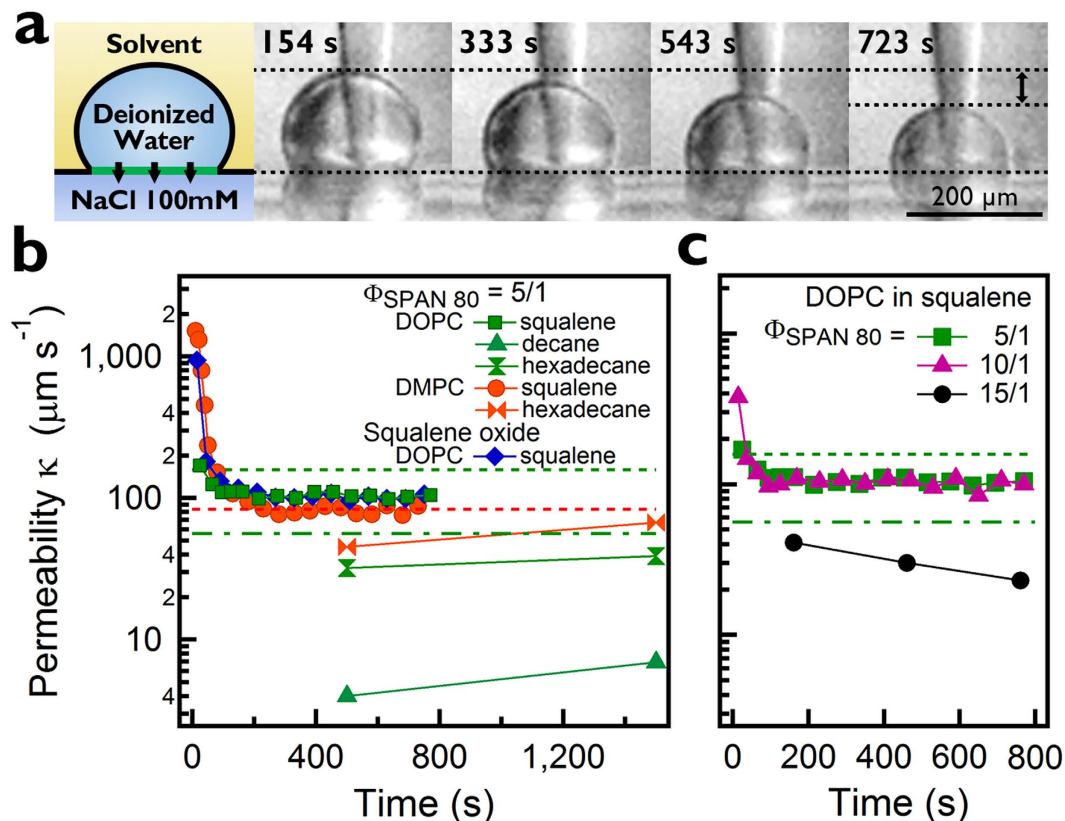 a
Solvent
Deionized
Water
NaCl 100mM
154 s
333 s
543 s
723 s
200 µm
b
Permeability κ (µm s⁻¹)
2
1,000
4
2
100
4
2
10
4
0
400
800
1,200
Time (s)
Φ SPAN 80 = 5/1
DOPC squalene
decane
hexadecane
DMPC squalene
hexadecane
Squalene oxide
DOPC squalene
c
DOPC in squalene
Φ SPAN 80 = 5/1
10/1
15/1
0 200 400 600 800
Time (s)